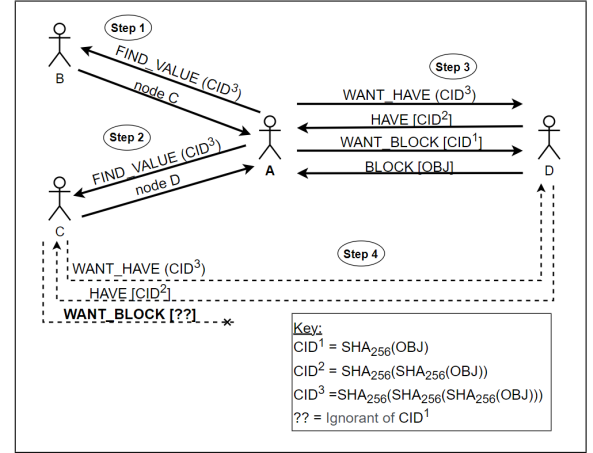 Step 1
FIND_VALUE (CID³)
B
node C
Step 2
FIND_VALUE (CID³)
node D
C
A
Step 3
WANT_HAVE (CID³)
HAVE [CID²]
WANT_BLOCK [CID¹]
BLOCK [OBJ]
D
Step 4
WANT_HAVE (CID³)
HAVE [CID²]
WANT_BLOCK [??]
Key:
CID¹ = SHA₂₅₆(OBJ)
CID² = SHA₂₅₆(SHA₂₅₆(OBJ))
CID³ =SHA₂₅₆(SHA₂₅₆(SHA₂₅₆(OBJ)))
?? = Ignorant of CID¹